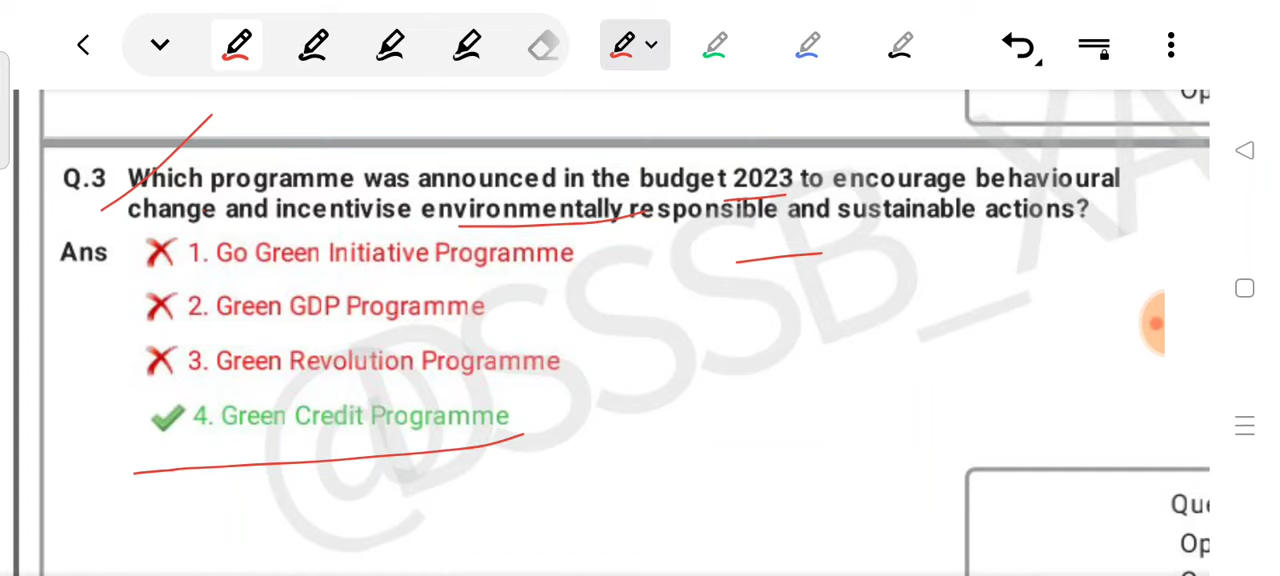 Op
Q.3 Which programme was announced in the budget 2023 to encourage behavioural
change and incentivise environmentally responsible and sustainable actions?
Ans 1. Go Green Initiative Programme
2. Green GDP Programme
3. Green Revolution Programme
4. Green Credit Programme
@DSSSB_
Que
Op